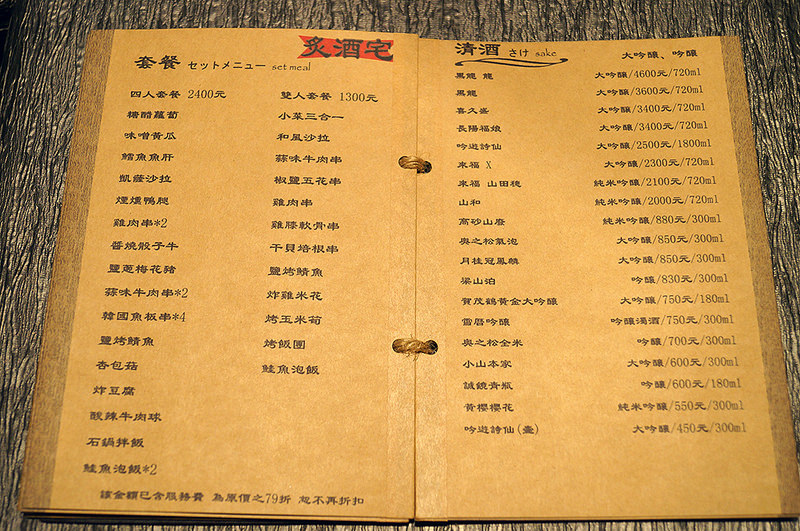 炙酒宅
套餐 セットメニュー set meal
四人套餐 2400元
糖醋蘿蔔
味噌黃瓜
鱈魚魚肝
凱薩沙拉
煙燻鴨腿
雞肉串*2
醬燒骰子牛
鹽蔥梅花豬
蒜味牛肉串*2
韓國魚板串*4
鹽烤鯖魚
杏包菇
炸豆腐
酸辣牛肉球
石鍋拌飯
鮭魚泡飯*2
雙人套餐 1300元
小菜三合一
和風沙拉
蒜味牛肉串
椒鹽五花串
雞肉串
雞膝軟骨串
干貝培根串
鹽烤鯖魚
炸雞米花
烤玉米筍
烤飯團
鮭魚泡飯
該金額已含服務費 為原價之79折 恕不再折扣
清酒 さけ sake 大吟釀、吟釀
黑龍 龍 大吟釀/4600元/720ml
黑龍 大吟釀/3600元/720ml
喜久盛 大吟釀/3400元/720ml
長陽福娘 大吟釀/3400元/720ml
吟遊詩仙 大吟釀/2500元/1800ml
來福 X 大吟釀/2300元/720ml
來福 山田穗 純米吟釀/2100元/720ml
山和 純米吟釀/2000元/720ml
高砂山廢 純米吟釀/880元/300ml
奧之松氣泡 大吟釀/850元/300ml
月桂冠鳳麟 大吟釀/850元/300ml
梁山泊 吟釀/830元/300ml
賀茂鶴黃金大吟釀 大吟釀/750元/180ml
雪曆吟釀 吟釀濁酒/750元/300ml
奧之松全米 吟釀/700元/300ml
小山本家 大吟釀/600元/300ml
誠鏡青瓶 吟釀/600元/180ml
黃櫻櫻花 純米吟釀/550元/300ml
吟遊詩仙(壹) 大吟釀/450元/300ml